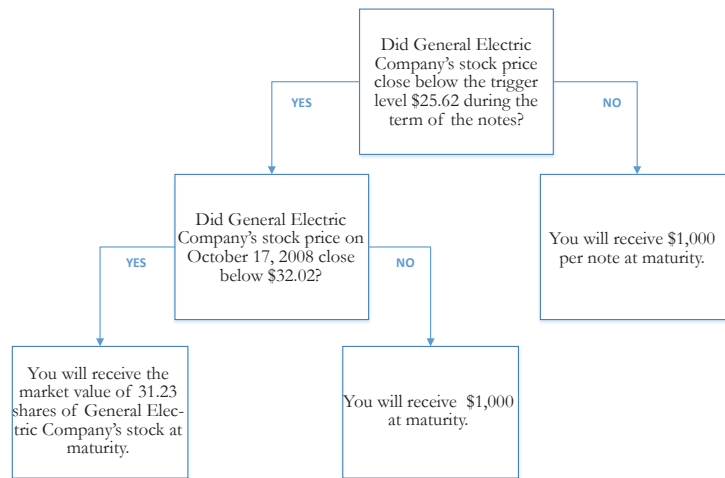 Did General Electric
Company's stock price
close below the trigger
level $25.62 during the
term of the notes?
YES
NO
Did General Electric
Company's stock price on
October 17, 2008 close
below $32.02?
You will receive $1,000
per note at maturity.
YES
NO
You will receive the
market value of 31.23
shares of General Elec-
tric Company's stock at
maturity.
You will receive $1,000
at maturity.